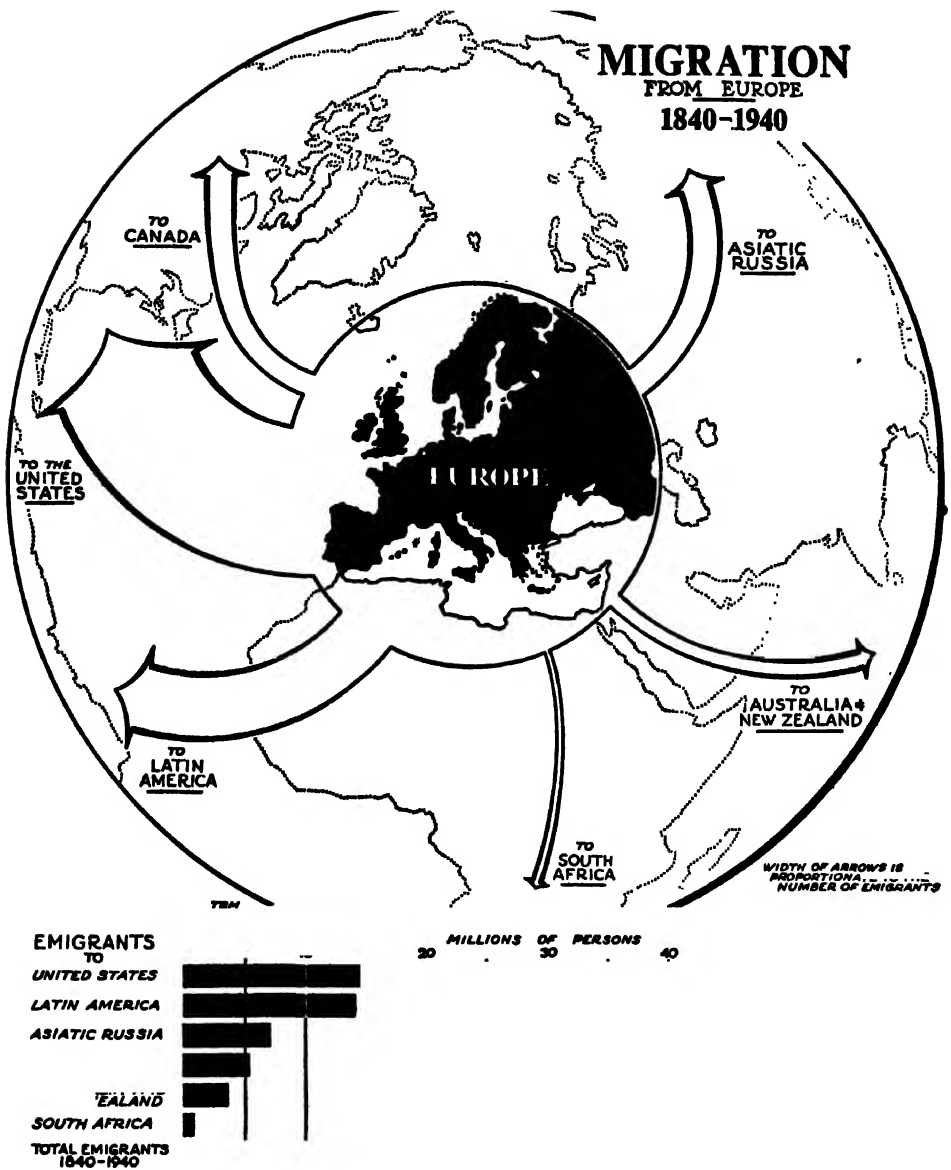 MIGRATION
FROM EUROPE
1840-1940
TO
CANADA
TO
ASIATIC
RUSSIA
TO THE
UNITED
STATES
EUROPE
TO
LATIN
AMERICA
TO
AUSTRALIA &
NEW ZEALAND
TO
SOUTH
AFRICA
WIDTH OF ARROWS IS
PROPORTIONA
NUMBER OF EMIGRANTS
TBM
EMIGRANTS
TO
MILLIONS OF PERSONS
20 30 40
UNITED STATES
LATIN AMERICA
ASIATIC RUSSIA
EALAND
SOUTH AFRICA
TOTAL EMIGRANTS
1840-1940